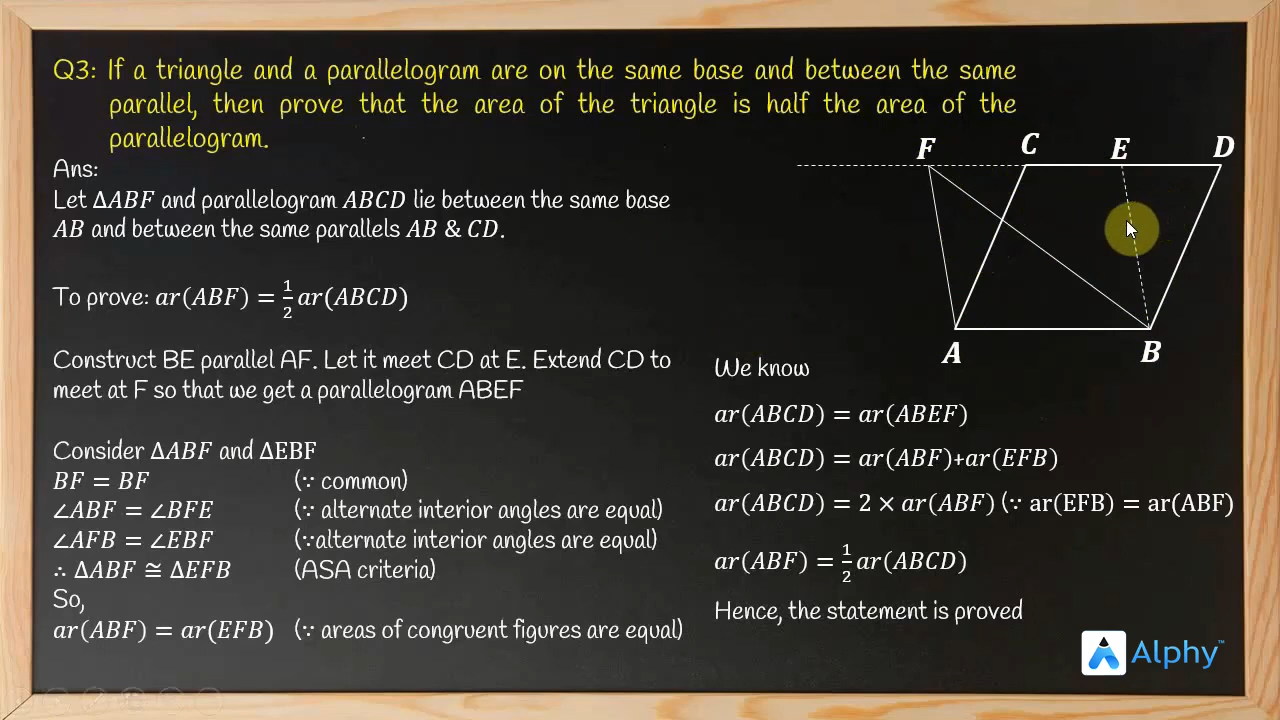 Q3: If a triangle and a parallelogram are on the same base and between the same
parallel, then prove that the area of the triangle is half the area of the
parallelogram.
Ans:
Let ΔABF and parallelogram ABCD lie between the same base
AB and between the same parallels AB & CD.
To prove: ar(ABF) = 1/2 ar(ABCD)
Construct BE parallel AF. Let it meet CD at E. Extend CD to
meet at F so that we get a parallelogram ABEF
Consider ΔABF and ΔEBF
BF = BF (∵ common)
∠ABF = ∠BFE (∵ alternate interior angles are equal)
∠AFB = ∠EBF (∵alternate interior angles are equal)
∴ ΔABF ≅ ΔEFB (ASA criteria)
So,
ar(ABF) = ar(EFB) (∵ areas of congruent figures are equal)
F C E D
A B
We know
ar(ABCD) = ar(ABEF)
ar(ABCD) = ar(ABF)+ar(EFB)
ar(ABCD) = 2 × ar(ABF) (∵ ar(EFB) = ar(ABF)
ar(ABF) = 1/2 ar(ABCD)
Hence, the statement is proved
Alphy™